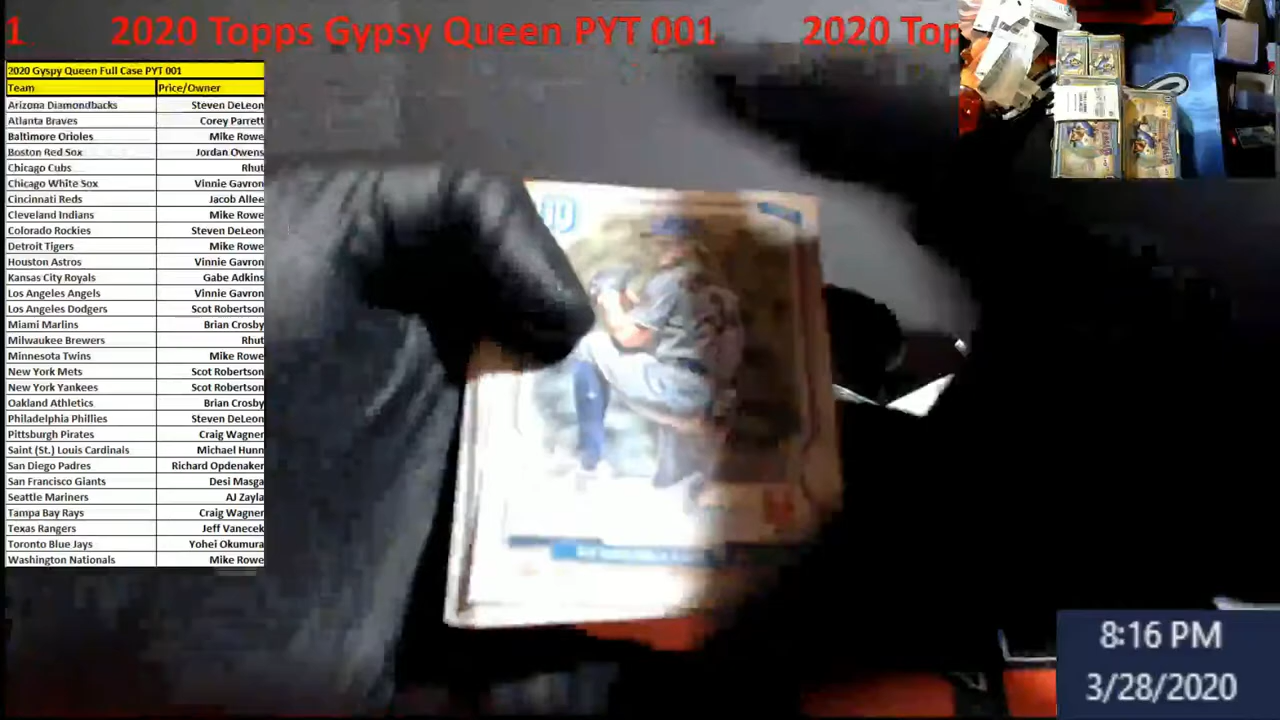 1 2020 Topps Gypsy Queen PYT 001 2020 Top
2020 Gyspy Queen Full Case PYT 001
Team Price/Owner
Arizona Diamondbacks Steven DeLeon
Atlanta Braves Corey Parrett
Baltimore Orioles Mike Rowe
Boston Red Sox Jordan Owens
Chicago Cubs Rhut
Chicago White Sox Vinnie Gavron
Cincinnati Reds Jacob Allee
Cleveland Indians Mike Rowe
Colorado Rockies Steven DeLeon
Detroit Tigers Mike Rowe
Houston Astros Vinnie Gavron
Kansas City Royals Gabe Adkins
Los Angeles Angels Vinnie Gavron
Los Angeles Dodgers Scot Robertson
Miami Marlins Brian Crosby
Milwaukee Brewers Rhut
Minnesota Twins Mike Rowe
New York Mets Scot Robertson
New York Yankees Scot Robertson
Oakland Athletics Brian Crosby
Philadelphia Phillies Steven DeLeon
Pittsburgh Pirates Craig Wagner
Saint (St.) Louis Cardinals Michael Hunn
San Diego Padres Richard Opdenaker
San Francisco Giants Desi Masga
Seattle Mariners AJ Zayla
Tampa Bay Rays Craig Wagner
Texas Rangers Jeff Vanecek
Toronto Blue Jays Yohei Okumura
Washington Nationals Mike Rowe
8:16 PM
3/28/2020